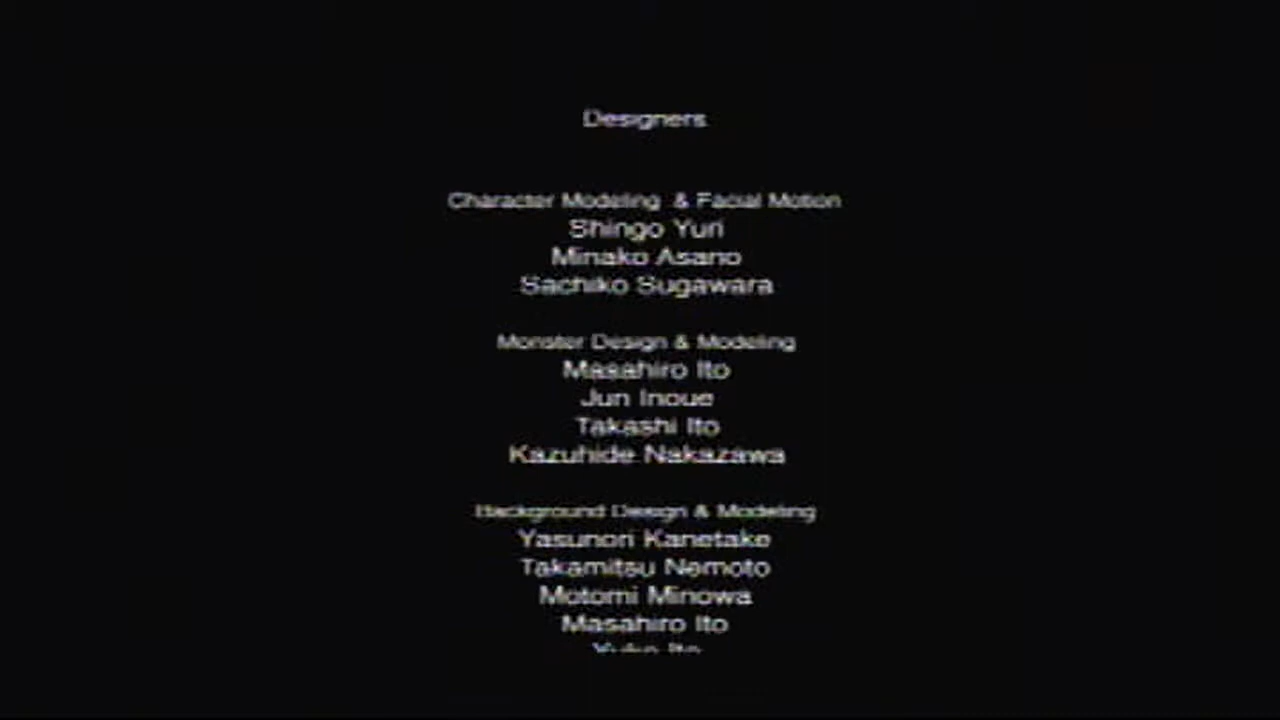 Designers
Character Modeling & Facial Motion
Shingo Yuri
Minako Asano
Sachiko Sugawara
Monster Design & Modeling
Masahiro Ito
Jun Inoue
Takashi Ito
Kazuhide Nakazawa
Background Design & Modeling
Yasunori Kanetake
Takamitsu Nemoto
Motomi Minowa
Masahiro Ito
Ito